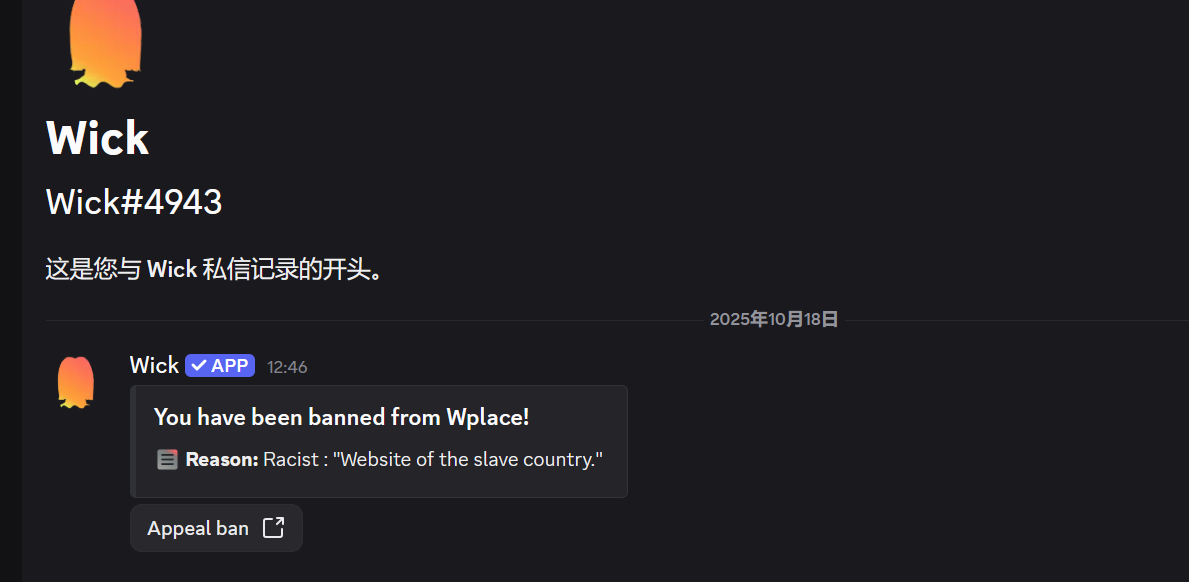 Wick
Wick#4943
这是您与 Wick 私信记录的开头。
2025年10月18日
Wick APP 12:46
You have been banned from Wplace!
Reason: Racist : "Website of the slave country."
Appeal ban